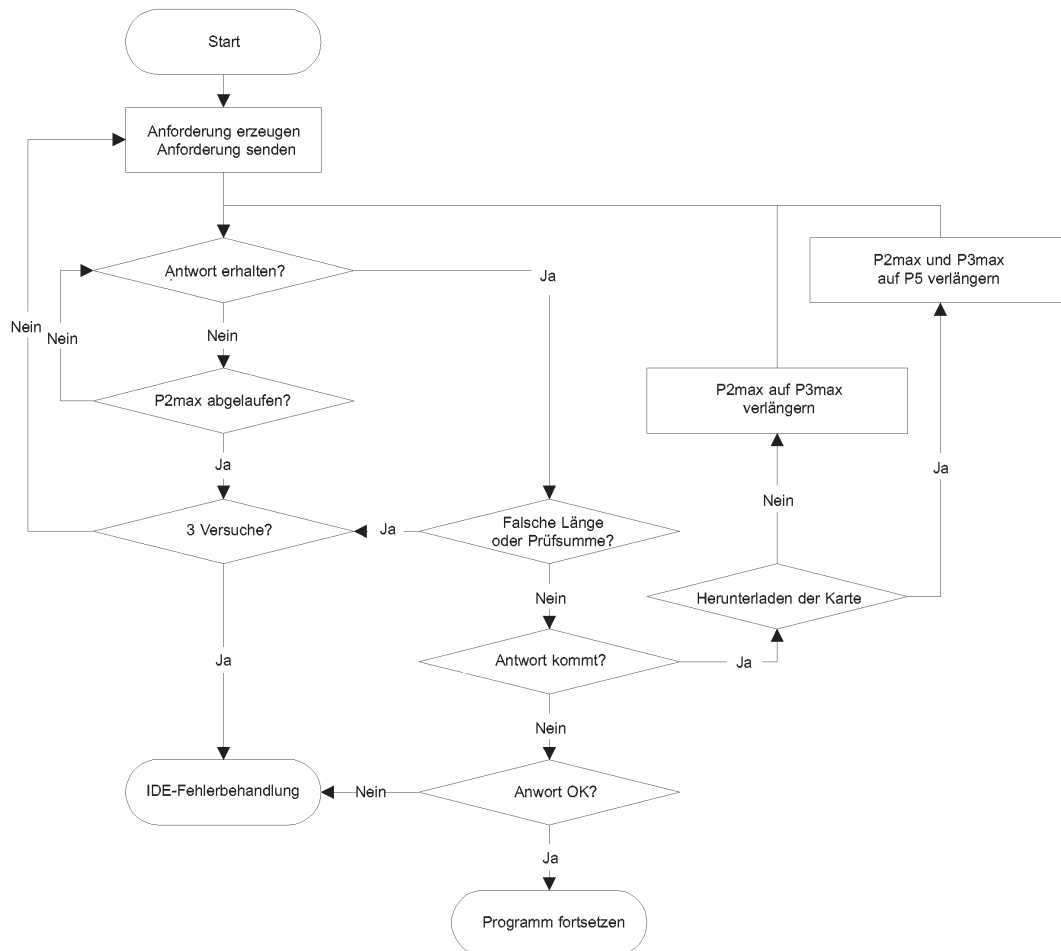 Start
Anforderung erzeugen
Anforderung senden
Antwort erhalten?
Ja
P2max und P3max
auf P5 verlängern
Nein
Nein
Nein
P2max abgelaufen?
P2max auf P3max
verlängern
Ja
Ja
Nein
3 Versuche?
Ja
Falsche Länge
oder Prüfsumme?
Nein
Herunterladen der Karte
Ja
Antwort kommt?
Ja
Nein
IDE-Fehlerbehandlung
Nein
Anwort OK?
Ja
Programm fortsetzen